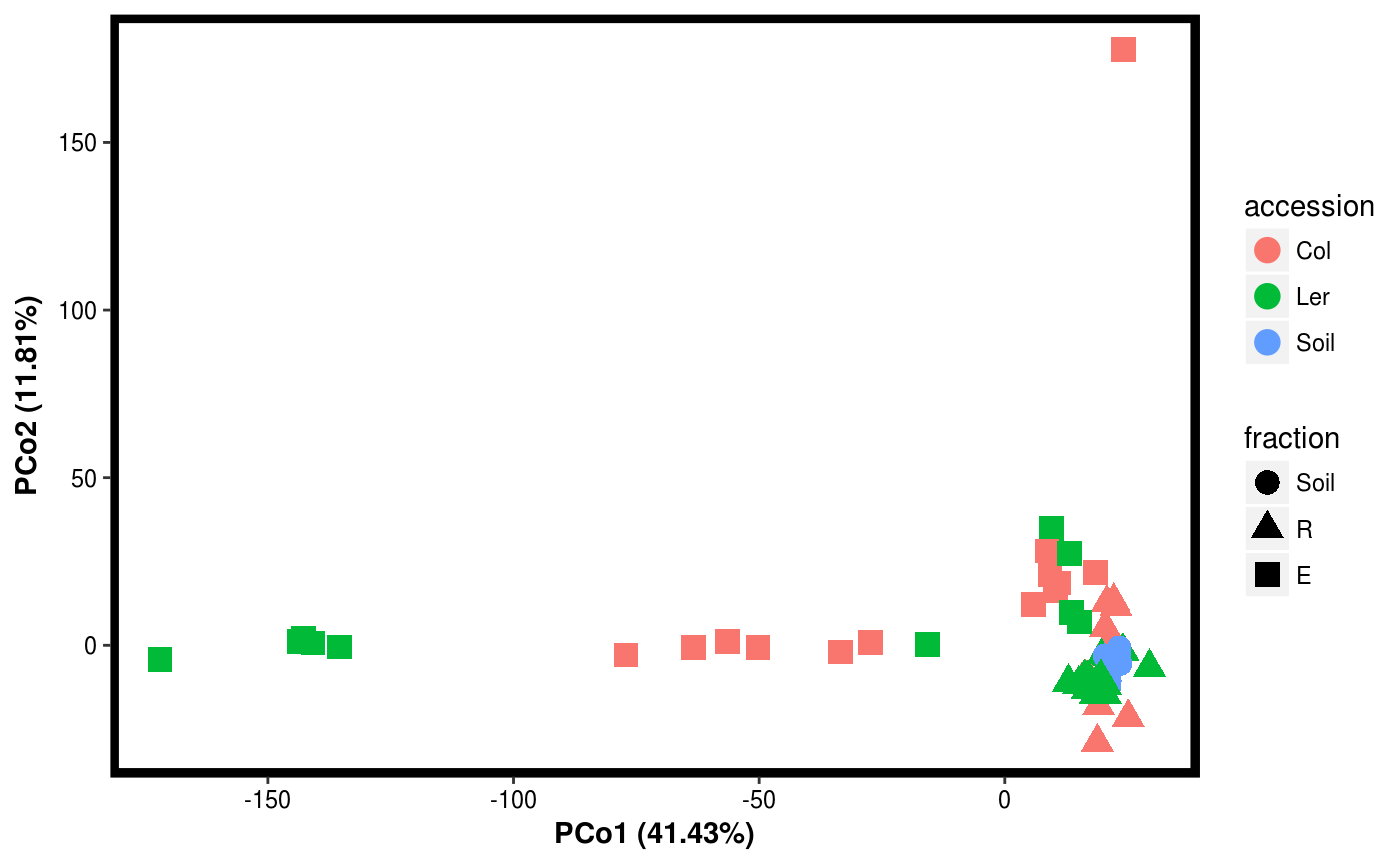 150
100
50
0
PCo2 (11.81%)
-150
-100
-50
0
PCo1 (41.43%)
accession
Col
Ler
Soil
fraction
Soil
R
E